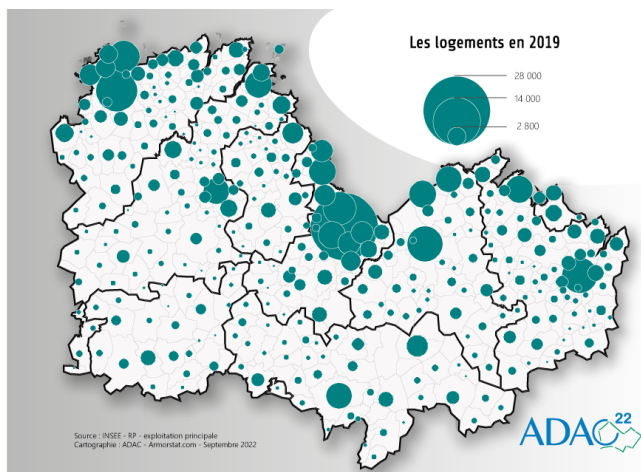 Les logements en 2019
28 000
14 000
2 800
Source : INSEE - RP - exploitation principale
Cartographie : ADAC - Armorstat.com - Septembre 2022
ADAC 22